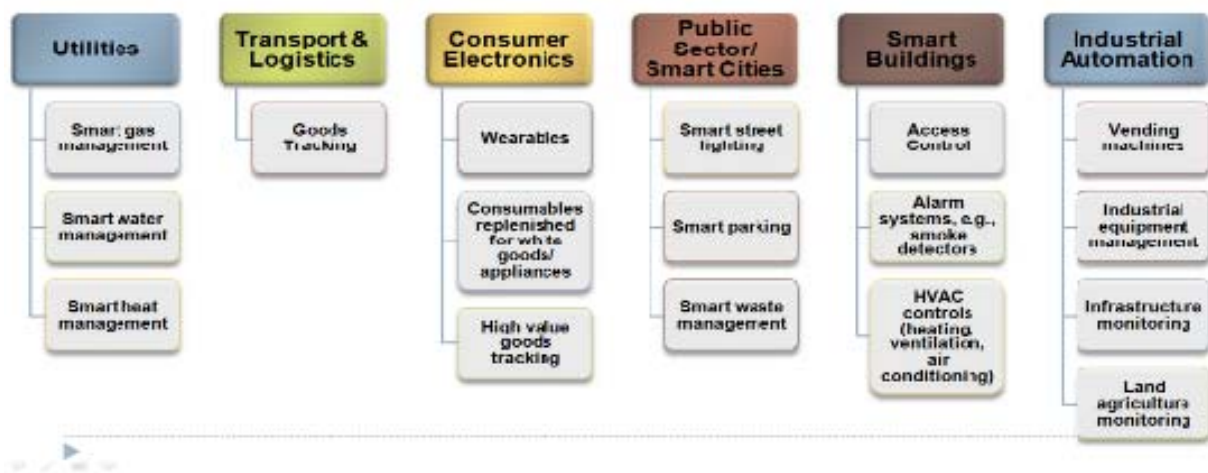 Utilities
Smart gas
management
Smart water
management
Smart heat
management
Transport &
Logistics
Goods
Tracking
Consumer
Electronics
Wearables
Consumables
replenished
for white
goods/
appliances
High value
goods
tracking
Public
Sector/
Smart Cities
Smart street
lighting
Smart parking
Smart waste
management
Smart
Buildings
Access
Control
Alarm
systems, e.g.,
smoke
detectors
HVAC
controls
(heating,
ventilation,
air
conditioning)
Industrial
Automation
Vending
machines
Industrial
equipment
management
Infrastructure
monitoring
Land
agriculture
monitoring